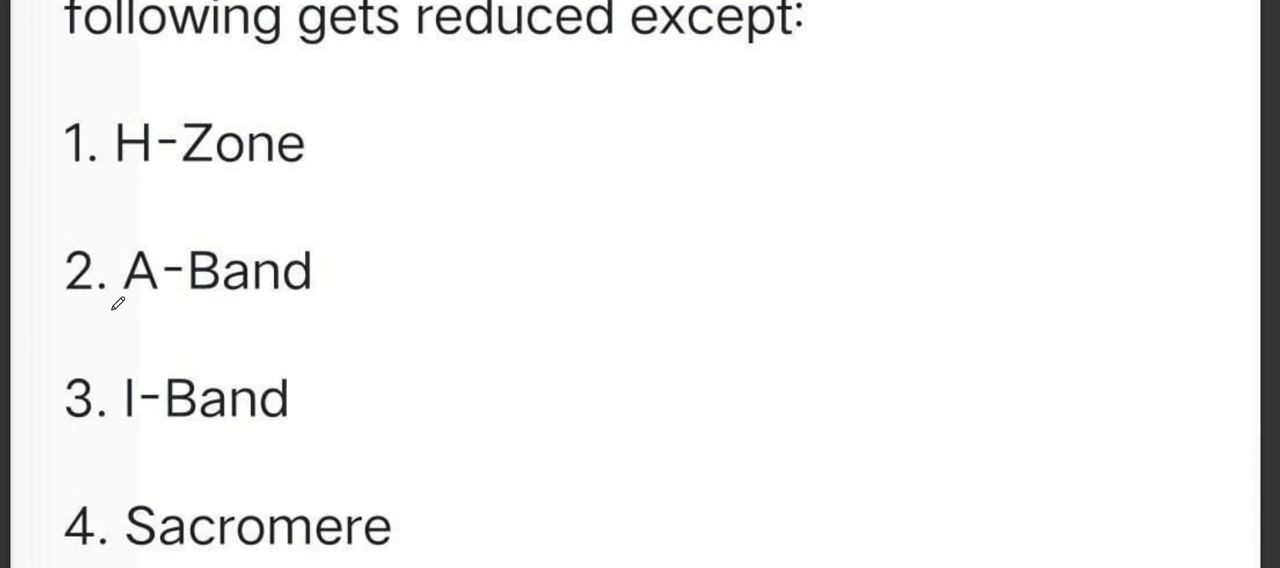 following gets reduced except:
1. H-Zone
2. A-Band
3. I-Band
4. Sacromere